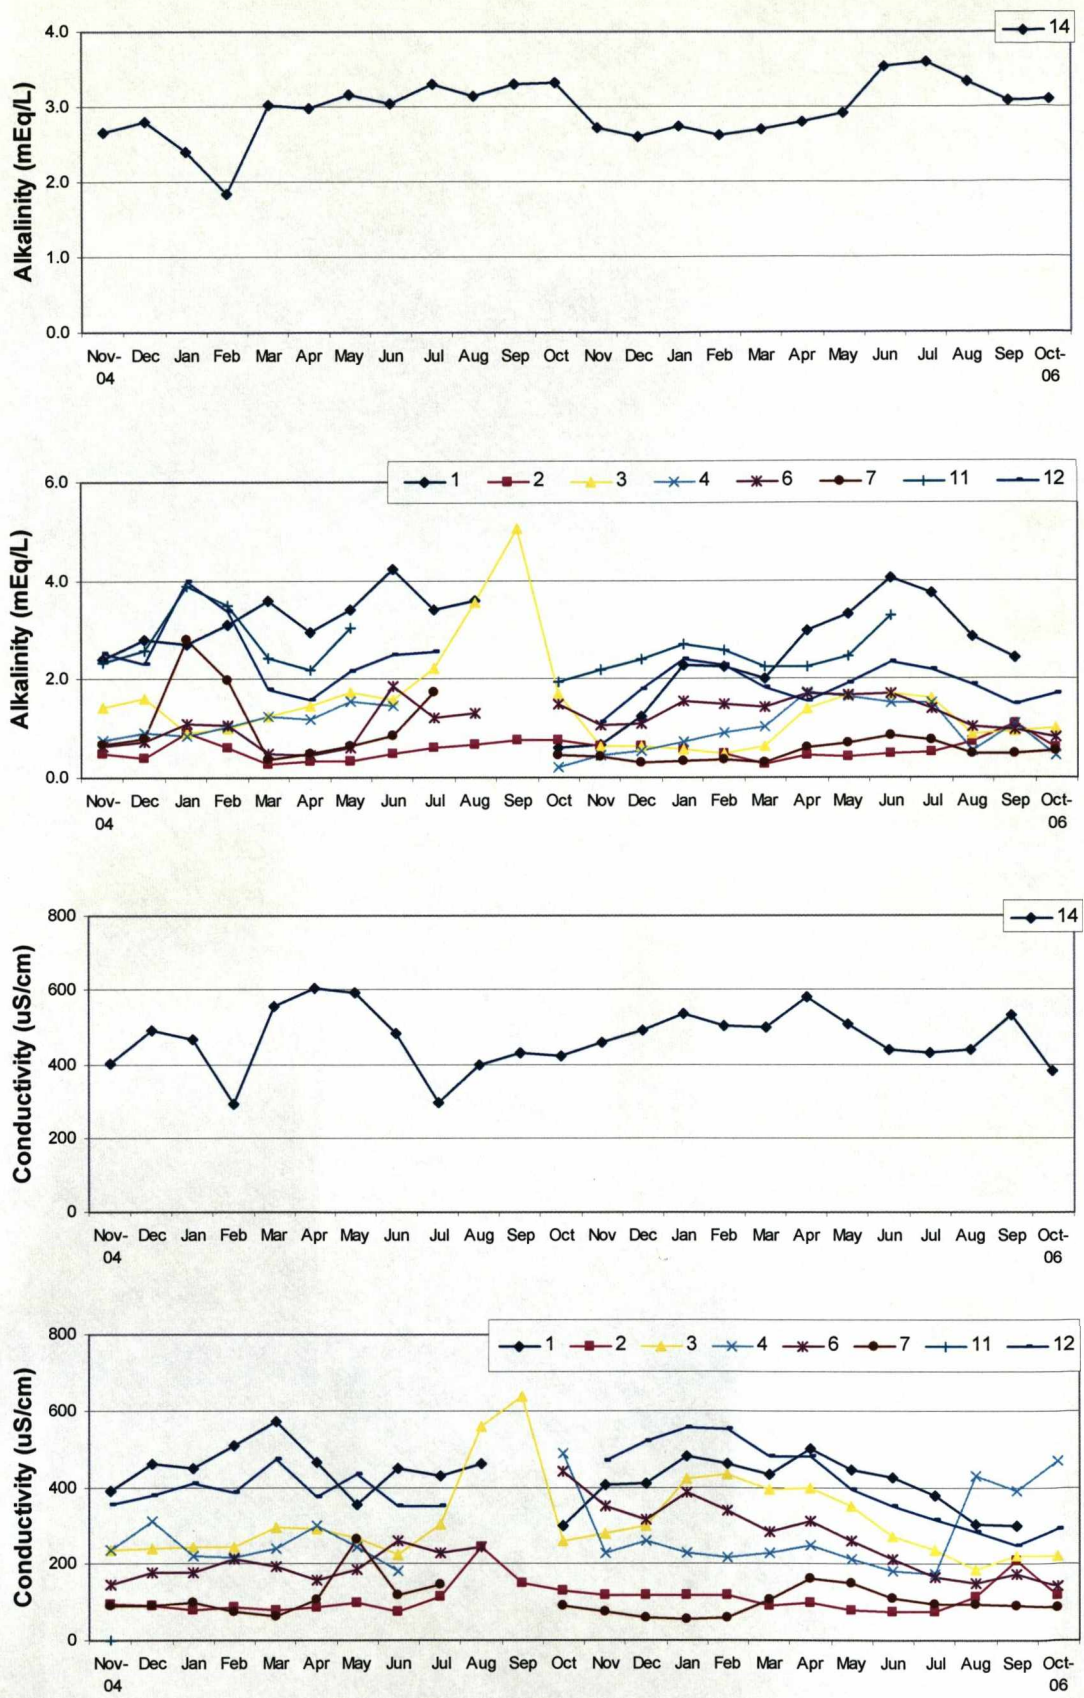 14
4.0
3.0
2.0
1.0
0.0
Alkalinity (mEq/L)
Nov- Dec Jan Feb Mar Apr May Jun Jul Aug Sep Oct Nov Dec Jan Feb Mar Apr May Jun Jul Aug Sep Oct-
04 06
1 2 3 4 6 7 11 12
6.0
4.0
2.0
0.0
Alkalinity (mEq/L)
Nov- Dec Jan Feb Mar Apr May Jun Jul Aug Sep Oct Nov Dec Jan Feb Mar Apr May Jun Jul Aug Sep Oct-
04 06
14
800
600
400
200
0
Conductivity (uS/cm)
Nov- Dec Jan Feb Mar Apr May Jun Jul Aug Sep Oct Nov Dec Jan Feb Mar Apr May Jun Jul Aug Sep Oct-
04 06
1 2 3 4 6 7 11 12
800
600
400
200
0
Conductivity (uS/cm)
Nov- Dec Jan Feb Mar Apr May Jun Jul Aug Sep Oct Nov Dec Jan Feb Mar Apr May Jun Jul Aug Sep Oct-
04 06